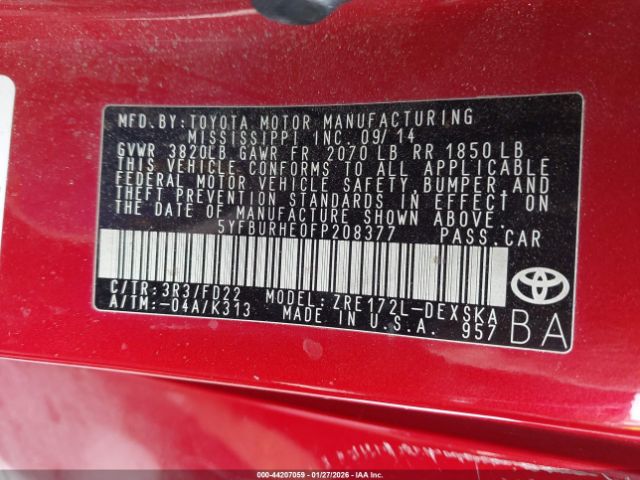 MFD. BY: TOYOTA MOTOR MANUFACTURING
MISSISSIPPI INC. 09/14
GVWR 3820LB GAWR FR 2070 LB RR 1850 LB
THIS VEHICLE CONFORMS TO ALL APPLICABLE
FEDERAL MOTOR VEHICLE SAFETY, BUMPER, AND
THEFT PREVENTION STANDARDS IN EFFECT ON
THE DATE OF MANUFACTURE SHOWN ABOVE.
5YFBURHE0FP208377 PASS. CAR
C/TR: 3R3/FD22 MODEL: ZRE172L-DEXSKA
A/TM:-04A/K313 MADE IN U.S.A. 957
BA
000-44207059 | 01/27/2026 | IAA Holdings, LLC